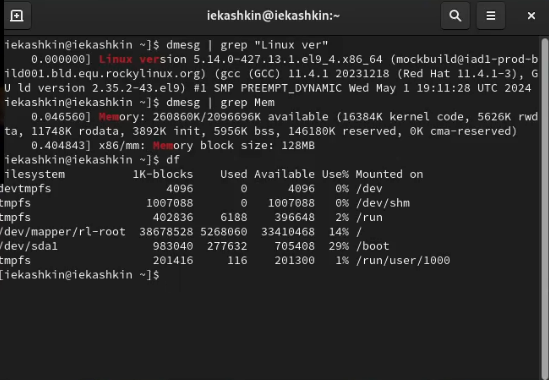 iekashkin@iekashkin:~
iekashkin@iekashkin ~]$ dmesg | grep "Linux ver"
0.000000] Linux version 5.14.0-427.13.1.el9_4.x86_64 (mockbuild@iad1-prod-b
ild001.bld.equ.rockylinux.org) (gcc (GCC) 11.4.1 20231218 (Red Hat 11.4.1-3), G
U ld version 2.35.2-43.el9) #1 SMP PREEMPT_DYNAMIC Wed May 1 19:11:28 UTC 2024
iekashkin@iekashkin ~]$ dmesg | grep Mem
0.046560] Memory: 260860K/2096696K available (16384K kernel code, 5626K rwd
ta, 11748K rodata, 3892K init, 5956K bss, 146180K reserved, 0K cma-reserved)
0.404843] x86/mm: Memory block size: 128MB
iekashkin@iekashkin ~]$ df
ilesystem 1K-blocks Used Available Use% Mounted on
devtmpfs 4096 0 4096 0% /dev
tmpfs 1007088 0 1007088 0% /dev/shm
tmpfs 402836 6188 396648 2% /run
/dev/mapper/rl-root 38678528 5268060 33410468 14% /
/dev/sda1 983040 277632 705408 29% /boot
tmpfs 201416 116 201300 1% /run/user/1000
[iekashkin@iekashkin ~]$